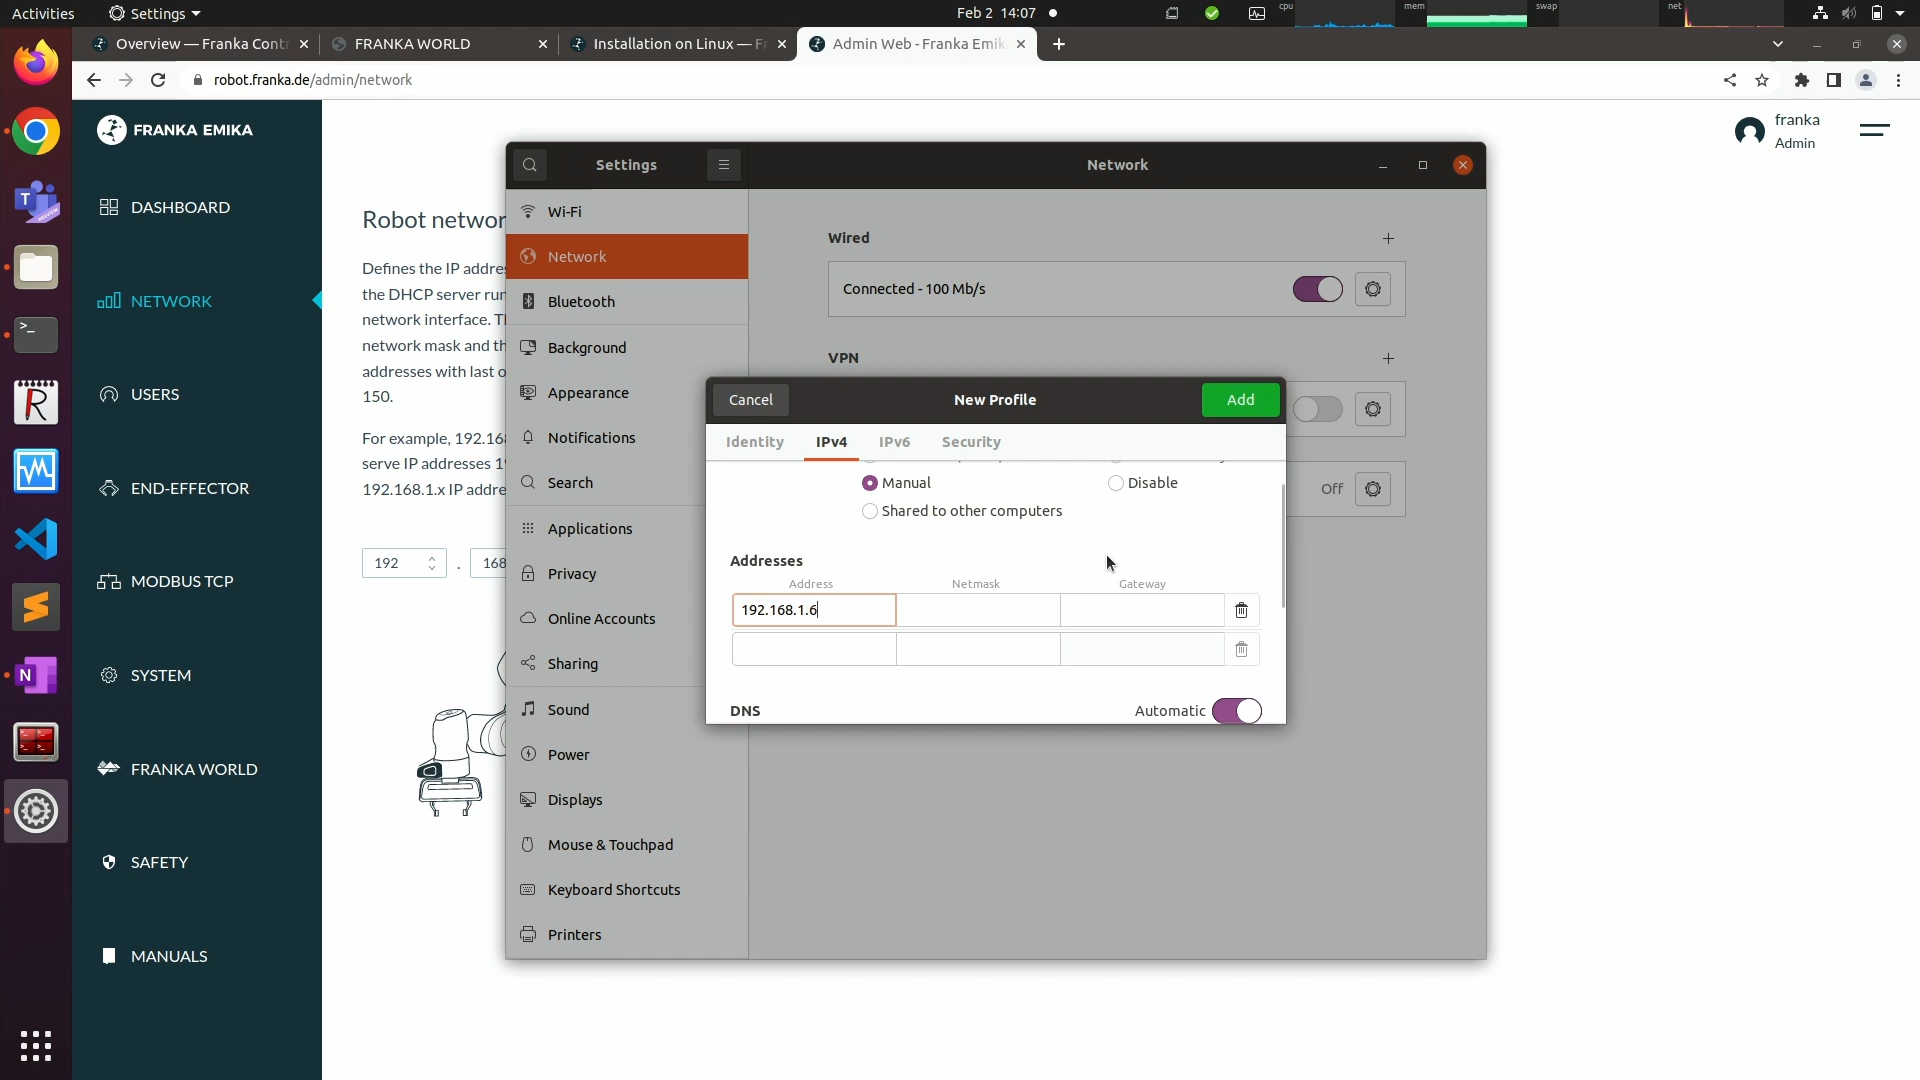 Activities
Settings
Feb 2 14:07
cpu
mem
swap
net
Overview — Franka Contr
FRANKA WORLD
Installation on Linux — Fr
Admin Web - Franka Emik
robot.franka.de/admin/network
FRANKA EMIKA
franka
Admin
DASHBOARD
NETWORK
USERS
END-EFFECTOR
MODBUS TCP
SYSTEM
FRANKA WORLD
SAFETY
MANUALS
Robot networ
Defines the IP addre
the DHCP server run
network interface.
network mask and th
addresses with last o
150.
For example, 192.16
serve IP addresses
192.168.1.x IP addre
192
.
168
Settings
Network
Wi-Fi
Network
Bluetooth
Background
Appearance
Notifications
Search
Applications
Privacy
Online Accounts
Sharing
Sound
Power
Displays
Mouse & Touchpad
Keyboard Shortcuts
Printers
Wired
Connected - 100 Mb/s
VPN
Off
Cancel
New Profile
Add
Identity
IPv4
IPv6
Security
Manual
Disable
Shared to other computers
Addresses
Address
Netmask
Gateway
192.168.1.6
DNS
Automatic